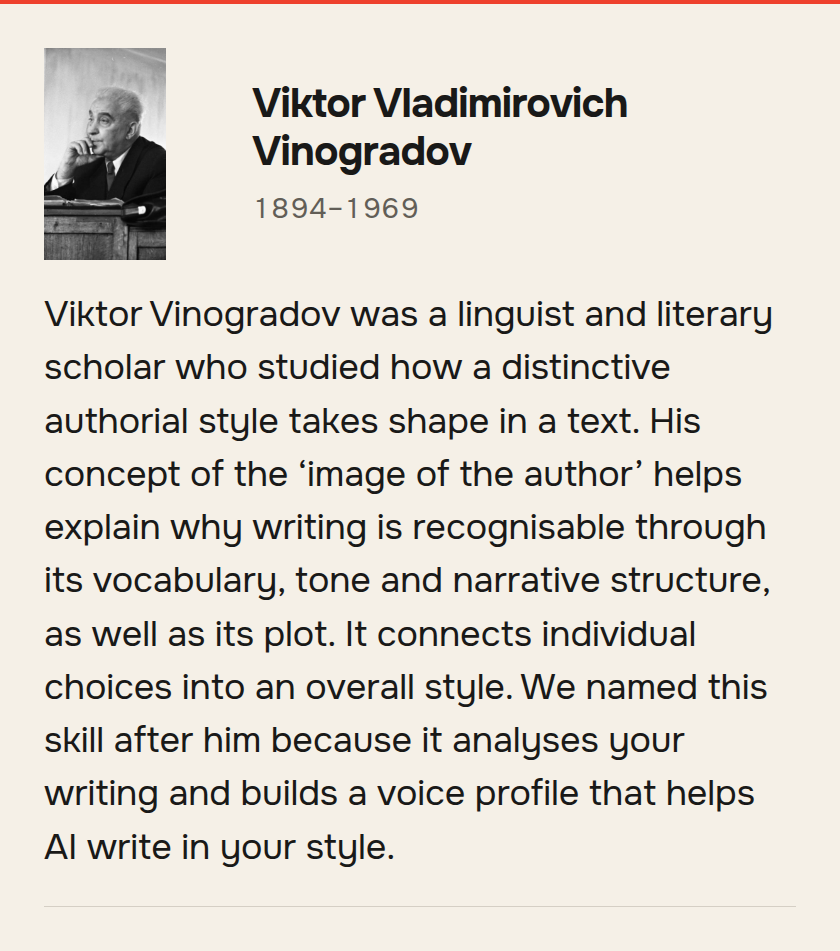 Viktor Vladimirovich
Vinogradov
1894–1969
Viktor Vinogradov was a linguist and literary
scholar who studied how a distinctive
authorial style takes shape in a text. His
concept of the ‘image of the author’ helps
explain why writing is recognisable through
its vocabulary, tone and narrative structure,
as well as its plot. It connects individual
choices into an overall style. We named this
skill after him because it analyses your
writing and builds a voice profile that helps
AI write in your style.